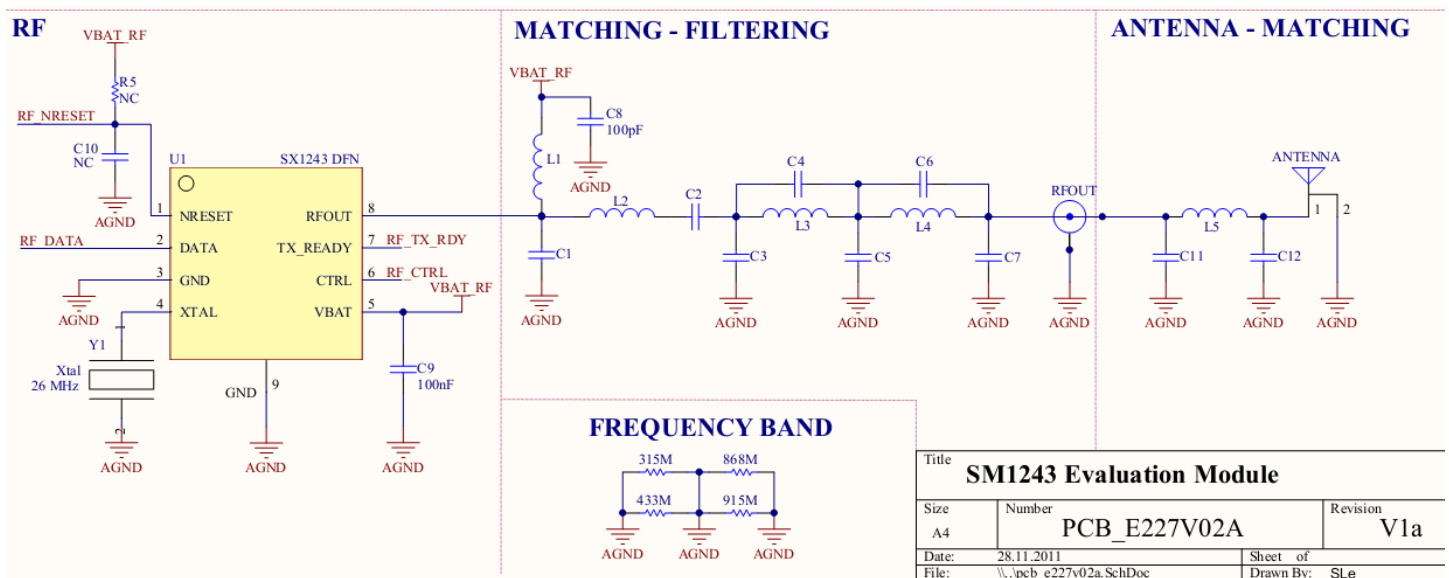 RF
MATCHING - FILTERING
ANTENNA - MATCHING
VBAT_RF
R5
NC
RF_NRESET
C10
NC
AGND
U1
SX1243 DFN
1 NRESET
RFOUT 8
RF_DATA
2 DATA
TX_READY 7 RF_TX_RDY
3 GND
CTRL 6 RF_CTRL
AGND
4 XTAL
VBAT 5
VBAT_RF
1
Y1
Xtal
26 MHz
2
AGND
GND
9
AGND
C9
100nF
AGND
VBAT_RF
C8
100pF
AGND
L1
L2
C2
C1
AGND
C4
C6
L3
L4
C3
C5
C7
AGND
AGND
AGND
RFOUT
AGND
ANTENNA
1
2
L5
C11
C12
AGND
AGND
AGND
FREQUENCY BAND
315M
868M
433M
915M
AGND
AGND
AGND
Title
SM1243 Evaluation Module
Size
A4
Number
PCB_E227V02A
Revision
V1a
Date: 28.11.2011
Sheet of
File: \\..\pcb_e227v02a.SchDoc
Drawn By: SLe